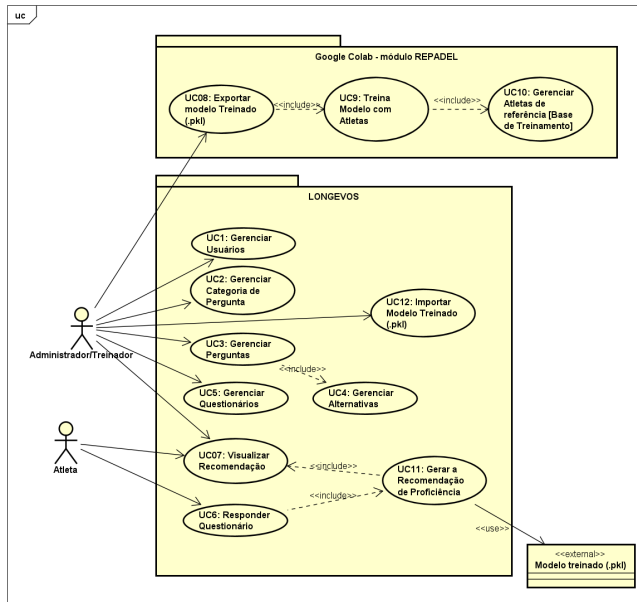 uc
Google Colab - módulo REPADEL
UC08: Exportar
modelo Treinado
(.pkl)
<<include>>
UC9: Treina
Modelo com
Atletas
<<include>>
UC10: Gerenciar
Atletas de
referência [Base
de Treinamento]
LONGEVOS
UC1: Gerenciar
Usuários
UC2: Gerenciar
Categoria de
Pergunta
UC12: Importar
Modelo Treinado
(.pkl)
Administrador/Treinador
UC3: Gerenciar
Perguntas
<<include>>
UC5: Gerenciar
Questionários
UC4: Gerenciar
Alternativas
Atleta
UC07: Visualizar
Recomendação
<<include>>
UC11: Gerar a
Recomendação
de Proficiência
<<include>>
UC6: Responder
Questionário
<<use>>
<<external>>
Modelo treinado (.pkl)